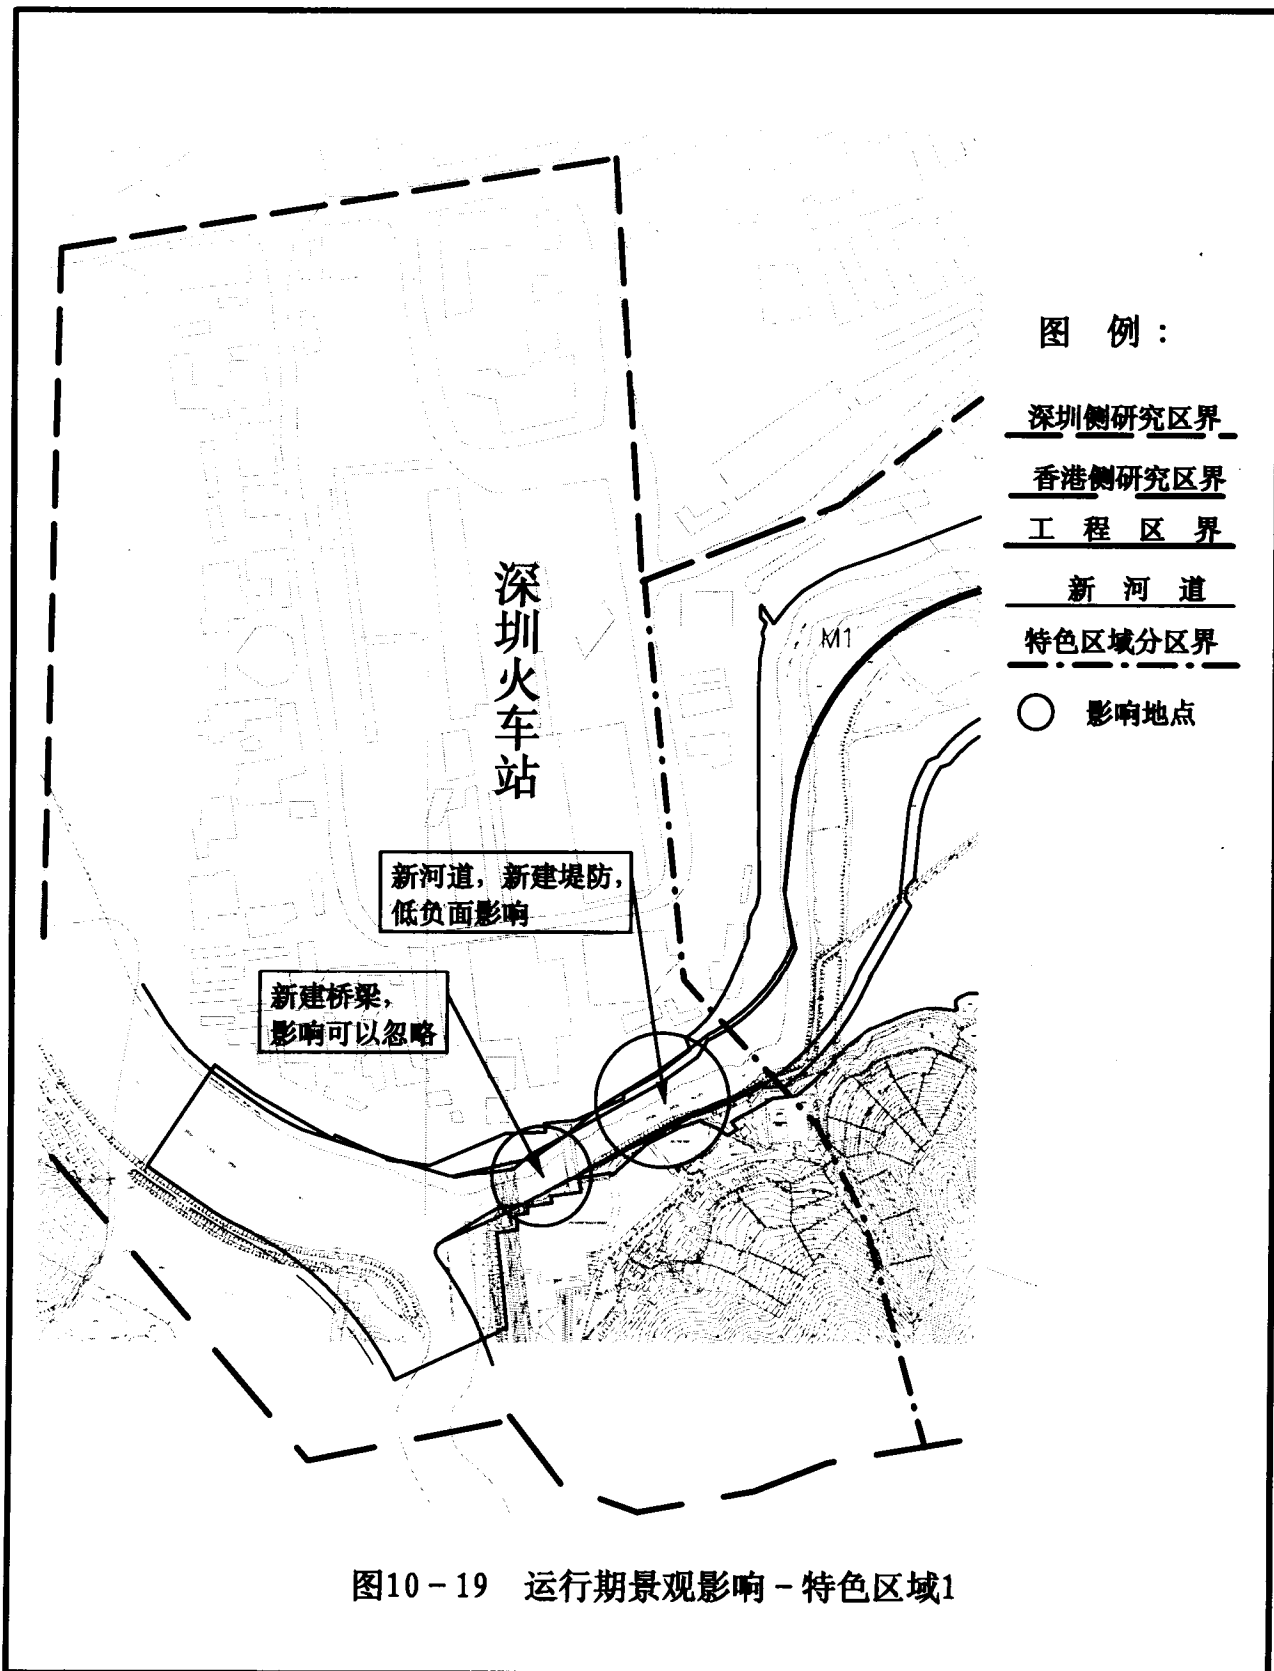 图 例：
深圳侧研究区界
香港侧研究区界
工 程 区 界
新 河 道
特色区域分区界
影响地点
M1
深圳火车站
新河道，新建堤防，
低负面影响
新建桥梁，
影响可以忽略
图10－19 运行期景观影响－特色区域1